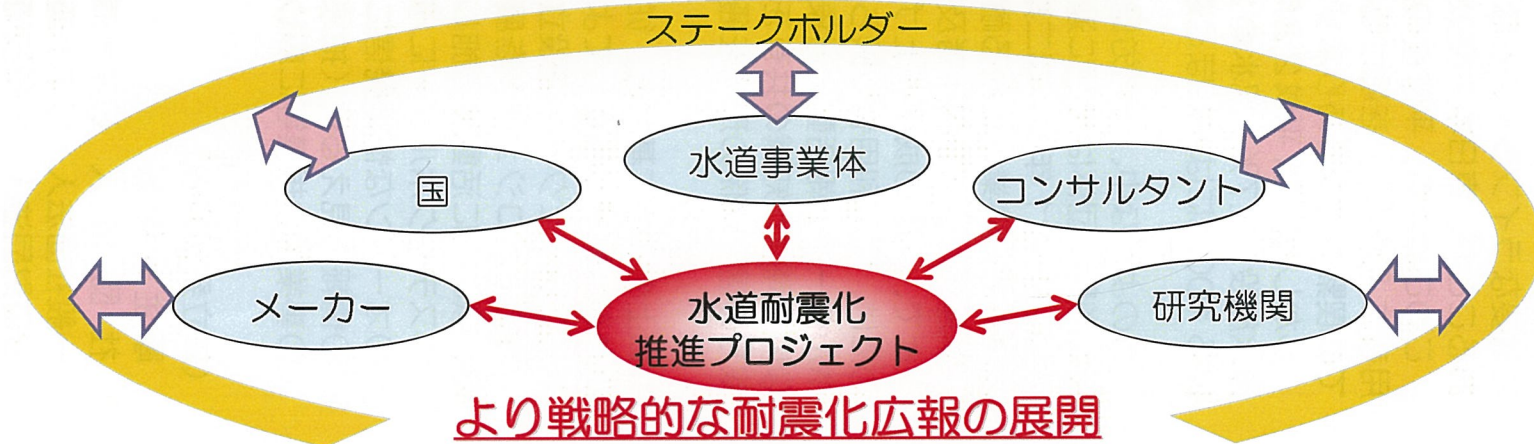 ステークホルダー
水道事業体
国
コンサルタント
メーカー
研究機関
水道耐震化
推進プロジェクト
より戦略的な耐震化広報の展開